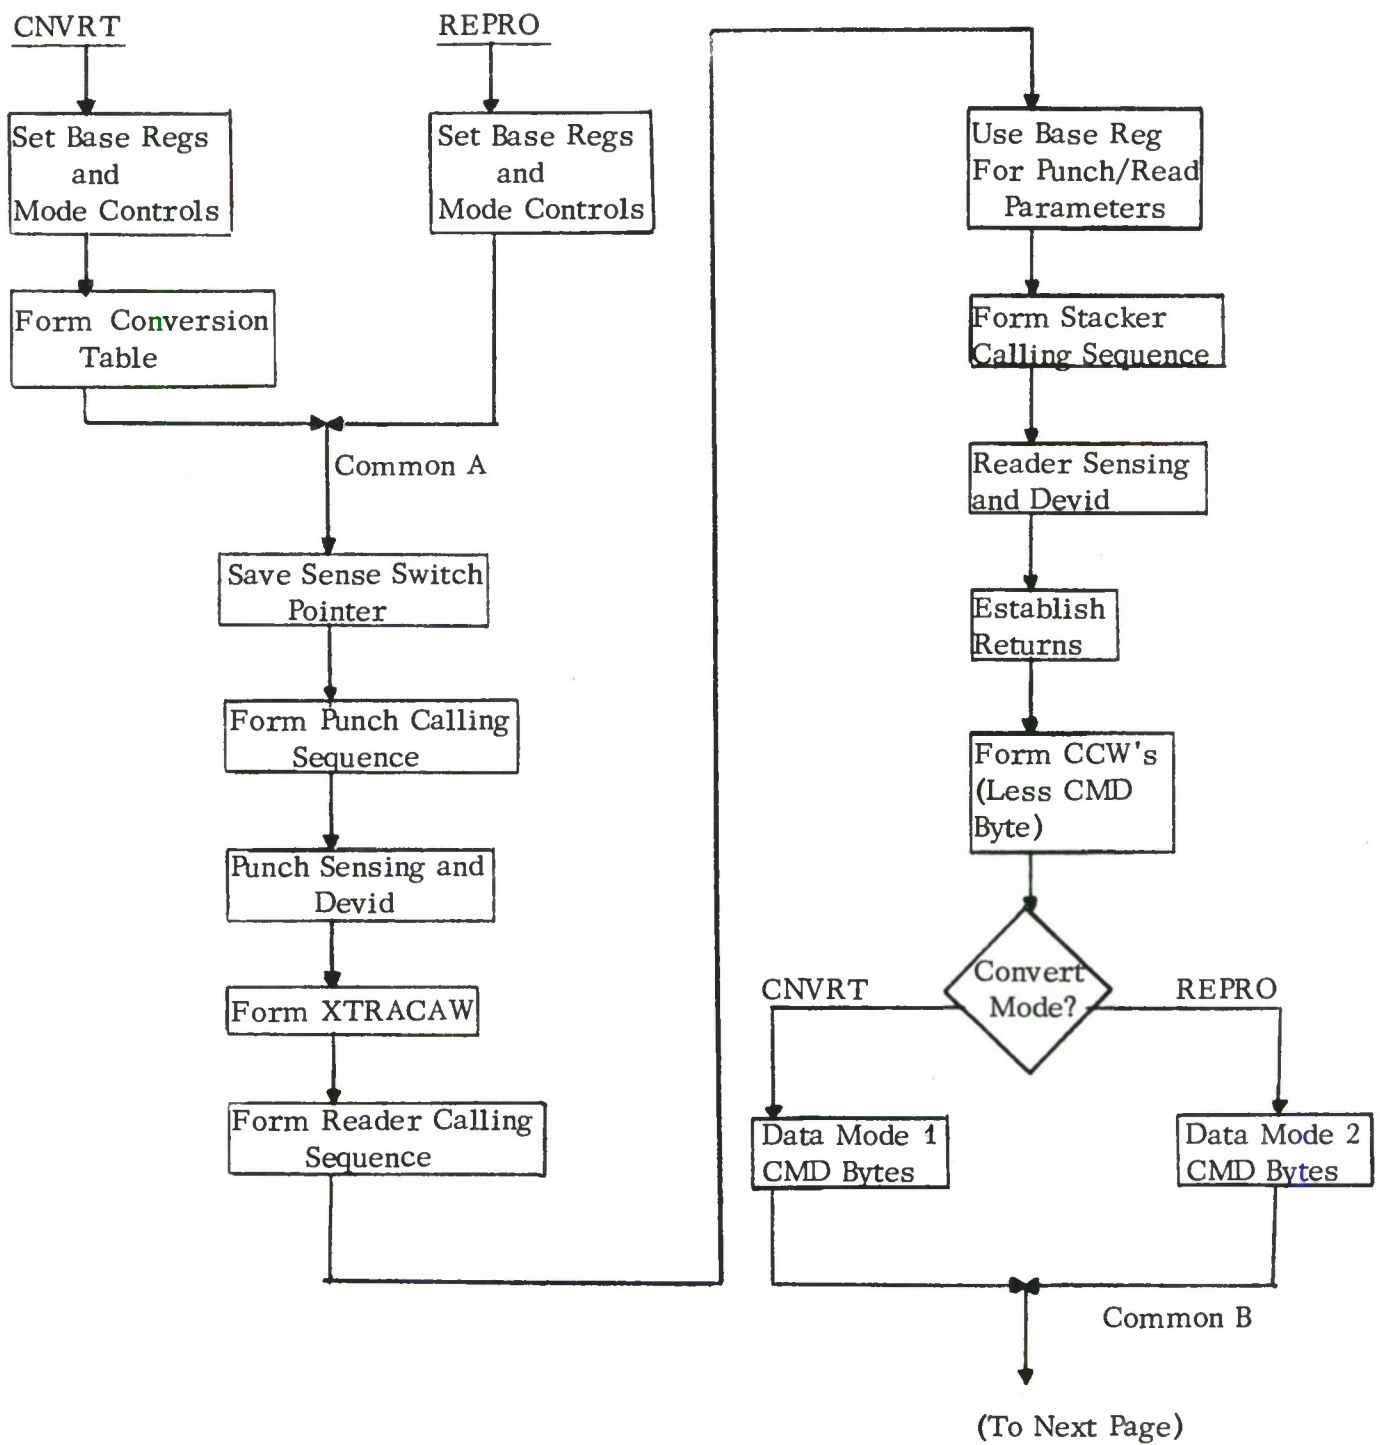 CNVRT
REPRO
Set Base Regs
and
Mode Controls
Set Base Regs
and
Mode Controls
Form Conversion
Table
Common A
Save Sense Switch
Pointer
Form Punch Calling
Sequence
Punch Sensing and
Devid
Form XTRACAW
Form Reader Calling
Sequence
Use Base Reg
For Punch/Read
Parameters
Form Stacker
Calling Sequence
Reader Sensing
and Devid
Establish
Returns
Form CCW's
(Less CMD
Byte)
Convert
Mode?
CNVRT
REPRO
Data Mode 1
CMD Bytes
Data Mode 2
CMD Bytes
Common B
(To Next Page)